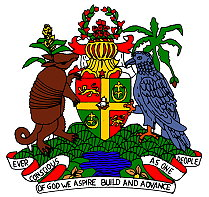 EVER
CONSCIOUS
OF GOD WE ASPIRE BUILD AND ADVANCE
AS ONE
PEOPLE